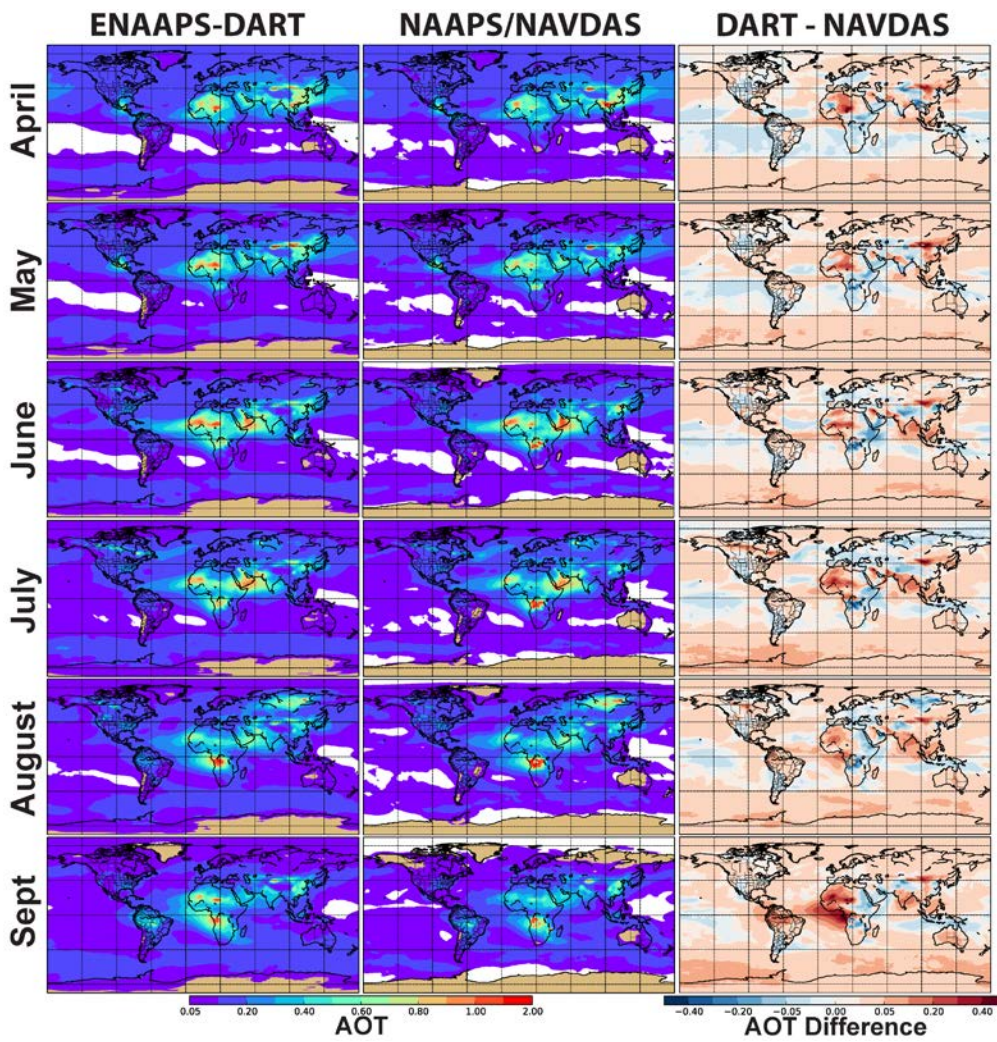 ENAAPS-DART NAAPS/NAVDAS DART - NAVDAS
April
May
June
July
August
Sept
0.05 0.20 0.40 0.60 0.80 1.00 2.00
AOT
−0.40 −0.20 −0.05 0.00 0.05 0.20 0.40
AOT Difference